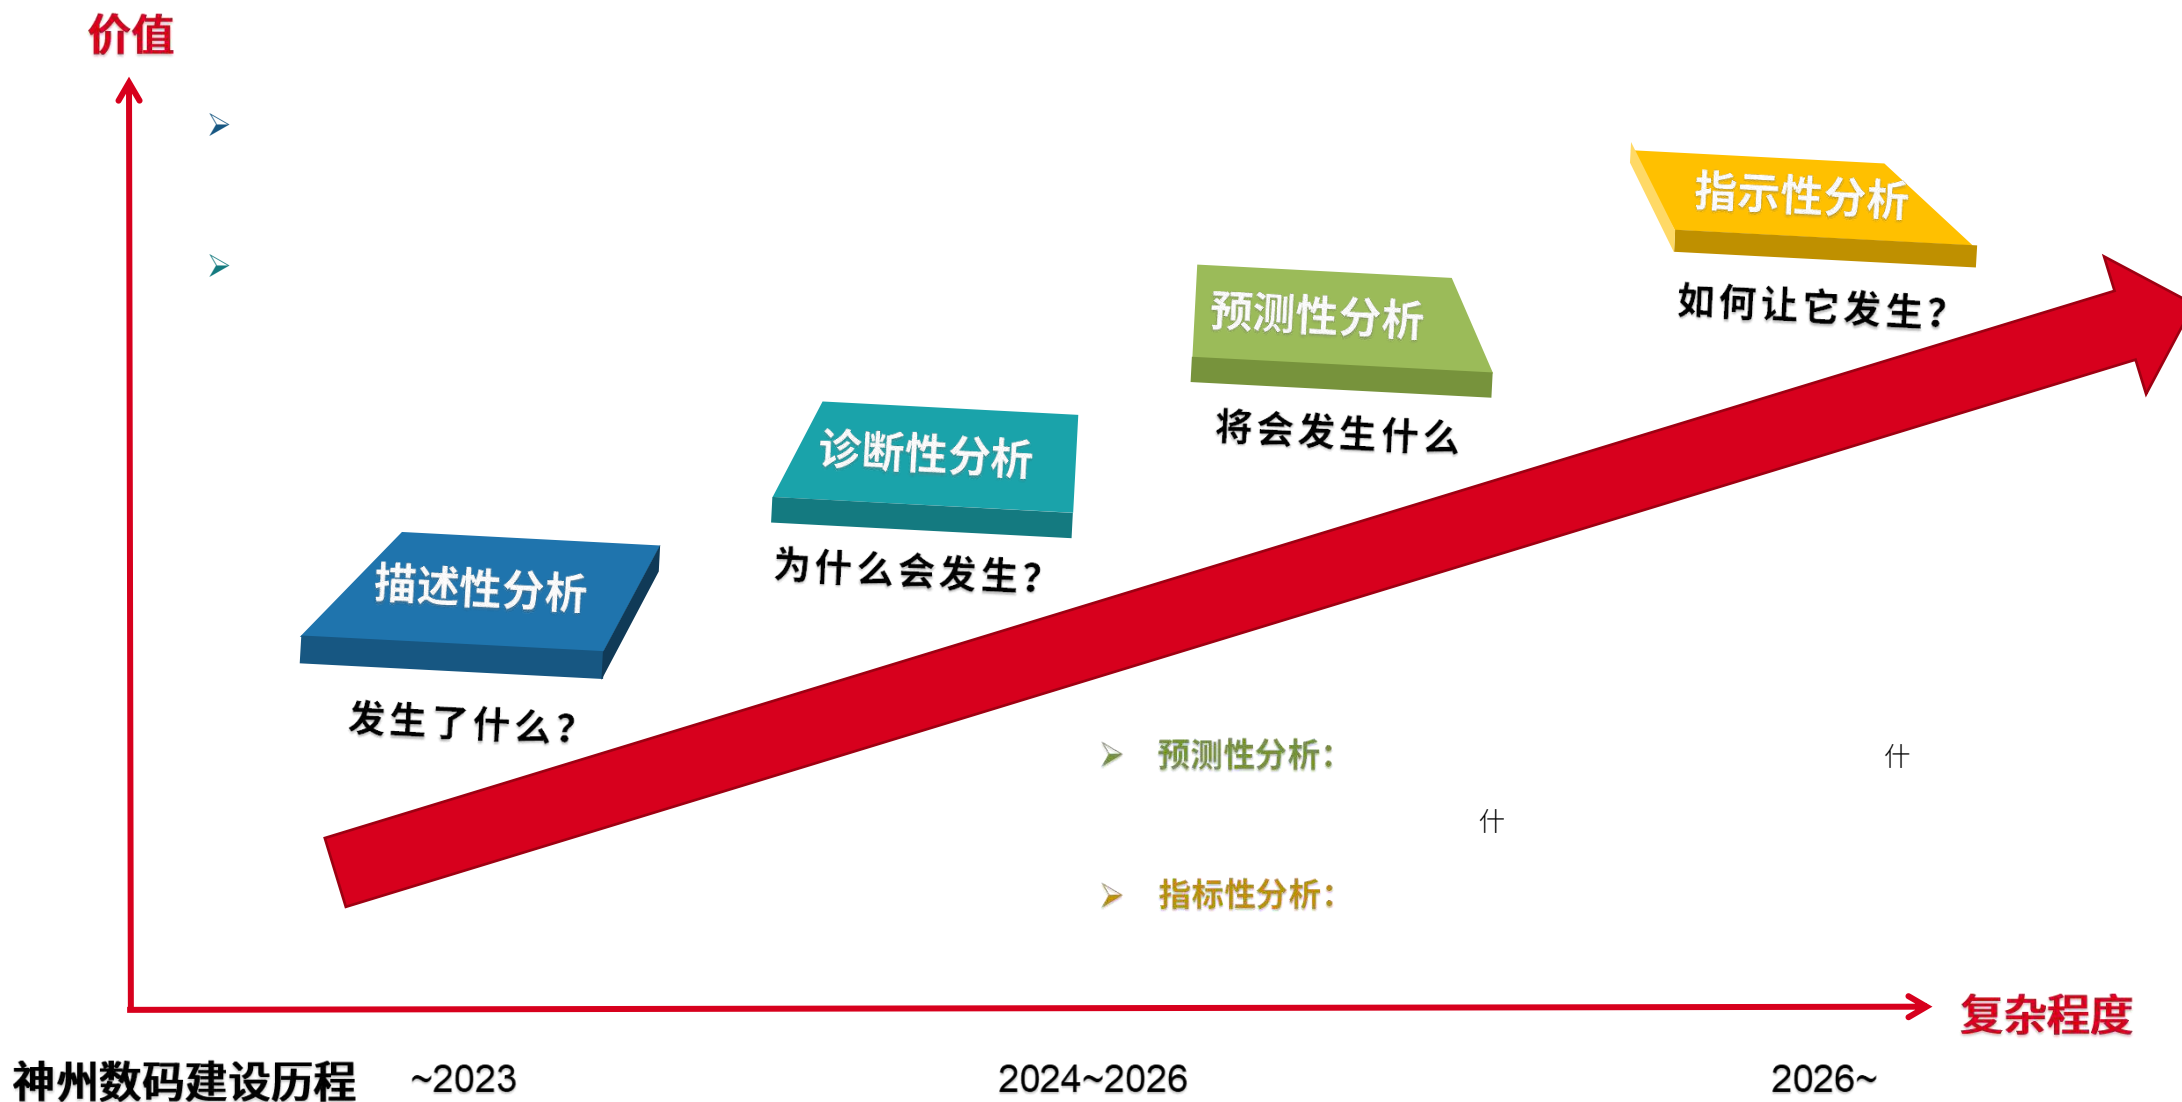 价值
指示性分析
如何让它发生？
预测性分析
将会发生什么
诊断性分析
为什么会发生？
描述性分析
发生了什么？
预测性分析：
什
什
指标性分析：
复杂程度
神州数码建设历程 ~2023 2024~2026 2026~